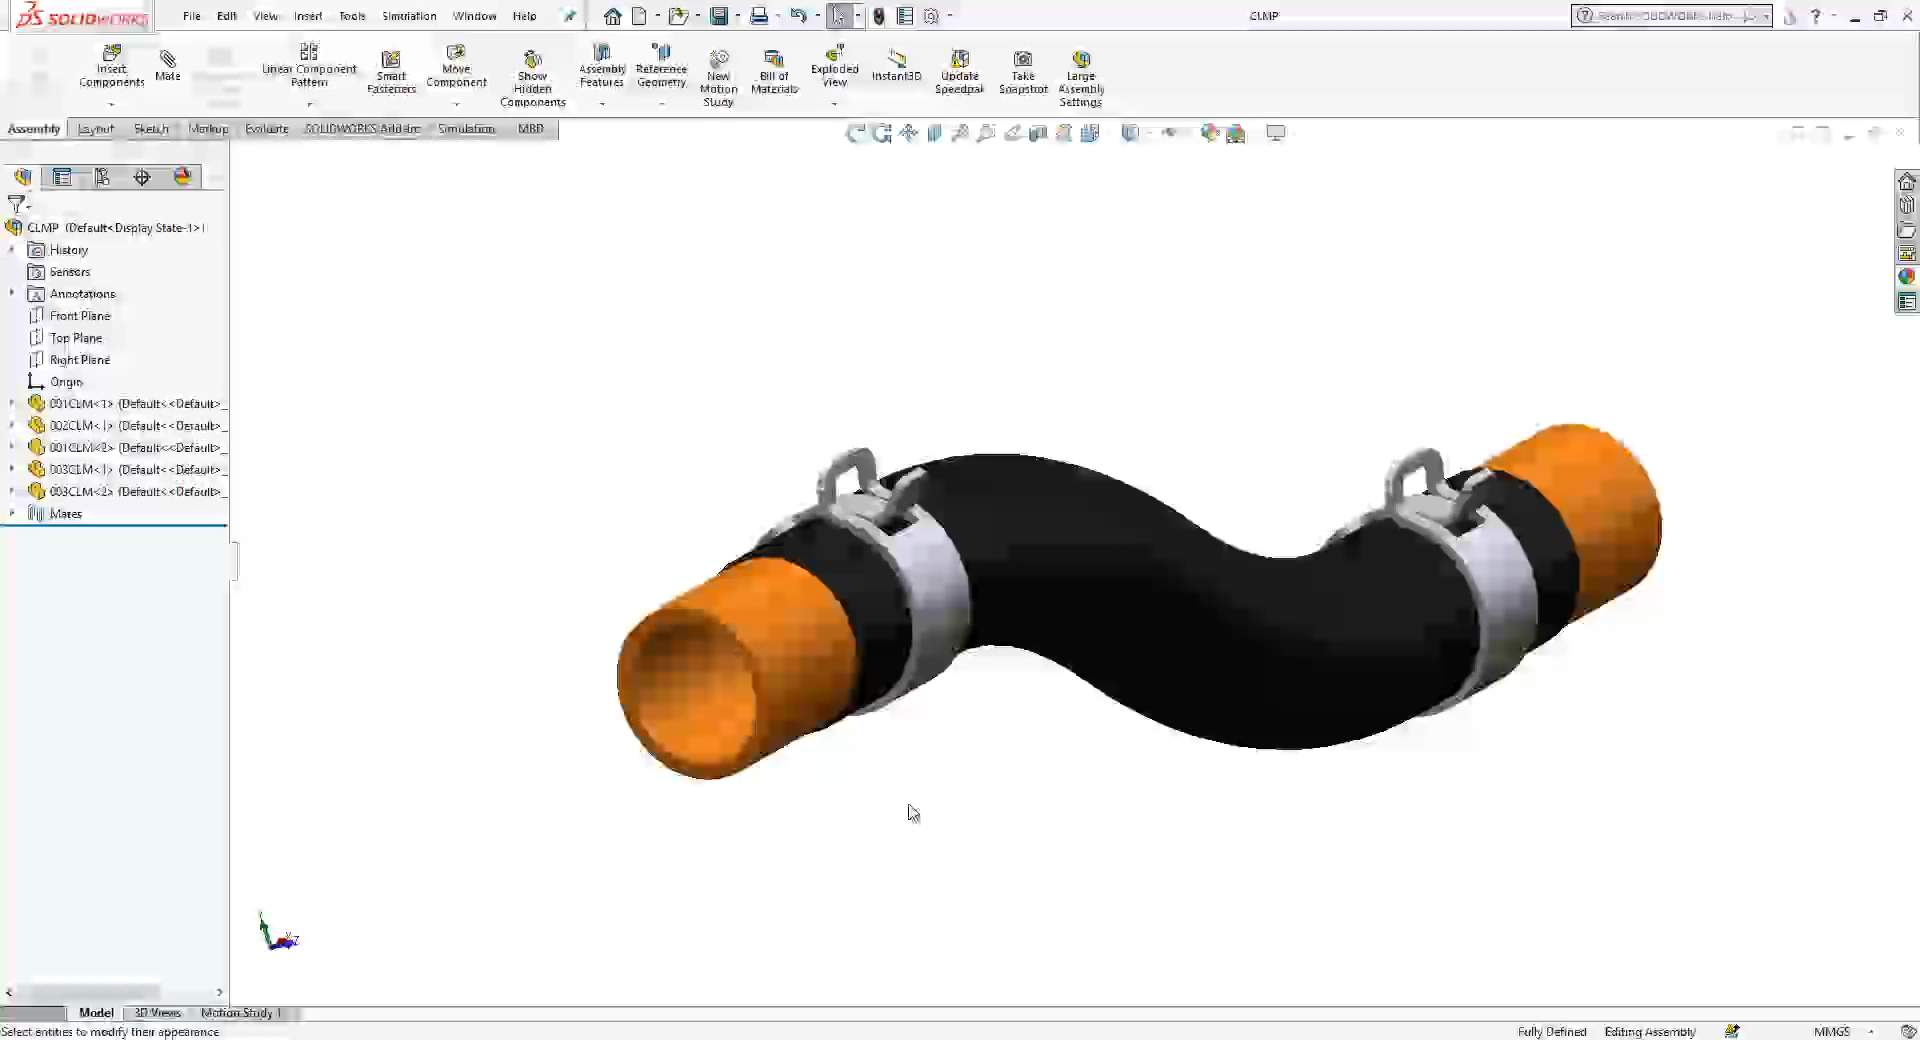 SOLIDWORKS File Edit View Insert Tools Simulation Window Help CLMP
Insert Components
Mate
Linear Component Pattern
Smart Fasteners
Move Component
Show Hidden Components
Assembly Features
Reference Geometry
New Motion Study
Bill of Materials
Exploded View
Instant3D
Update Speedpak
Take Snapshot
Large Assembly Settings
Assembly Layout Sketch Markup Evaluate SOLIDWORKS Add-Ins Simulation MBD
CLMP (Default<Display State-1>)
History
Sensors
Annotations
Front Plane
Top Plane
Right Plane
Origin
001CLM<1> (Default<<Default>_
002CLM<1> (Default<<Default>_
001CLM<2> (Default<<Default>_
003CLM<1> (Default<<Default>_
003CLM<2> (Default<<Default>_
Mates
Model 3D Views Motion Study 1
Select entities to modify their appearance Fully Defined Editing Assembly MMGS